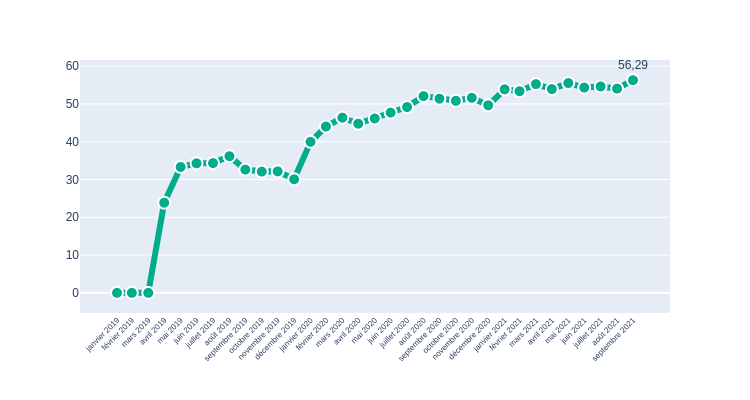 56,29
60
50
40
30
20
10
0
janvier 2019
février 2019
mars 2019
avril 2019
mai 2019
juin 2019
juillet 2019
août 2019
septembre 2019
octobre 2019
novembre 2019
décembre 2019
janvier 2020
février 2020
mars 2020
avril 2020
mai 2020
juin 2020
juillet 2020
août 2020
septembre 2020
octobre 2020
novembre 2020
décembre 2020
janvier 2021
février 2021
mars 2021
avril 2021
mai 2021
juin 2021
juillet 2021
août 2021
septembre 2021